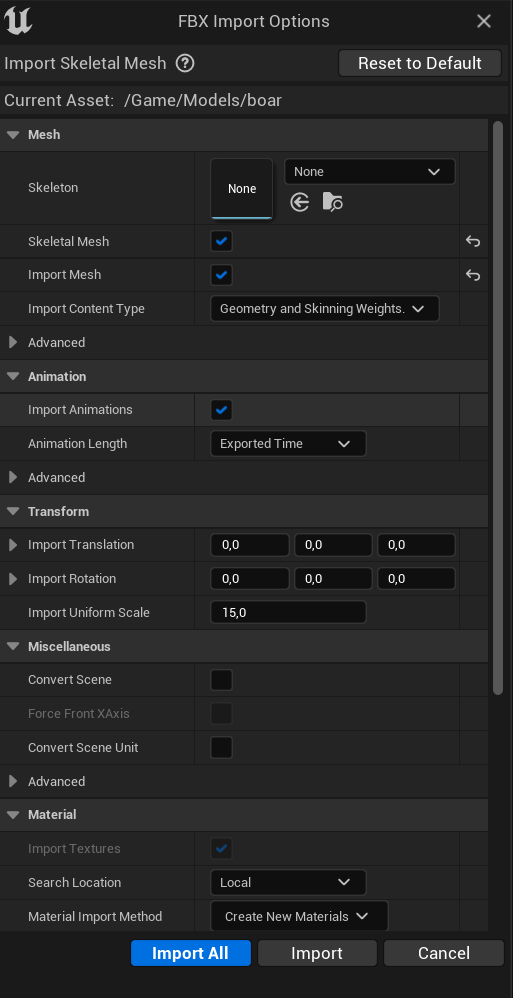 FBX Import Options
Import Skeletal Mesh ? Reset to Default
Current Asset: /Game/Models/boar
Mesh
Skeleton None None
Skeletal Mesh
Import Mesh
Import Content Type Geometry and Skinning Weights.
Advanced
Animation
Import Animations
Animation Length Exported Time
Advanced
Transform
Import Translation 0,0 0,0 0,0
Import Rotation 0,0 0,0 0,0
Import Uniform Scale 15,0
Miscellaneous
Convert Scene
Force Front XAxis
Convert Scene Unit
Advanced
Material
Import Textures
Search Location Local
Material Import Method Create New Materials
Import All Import Cancel